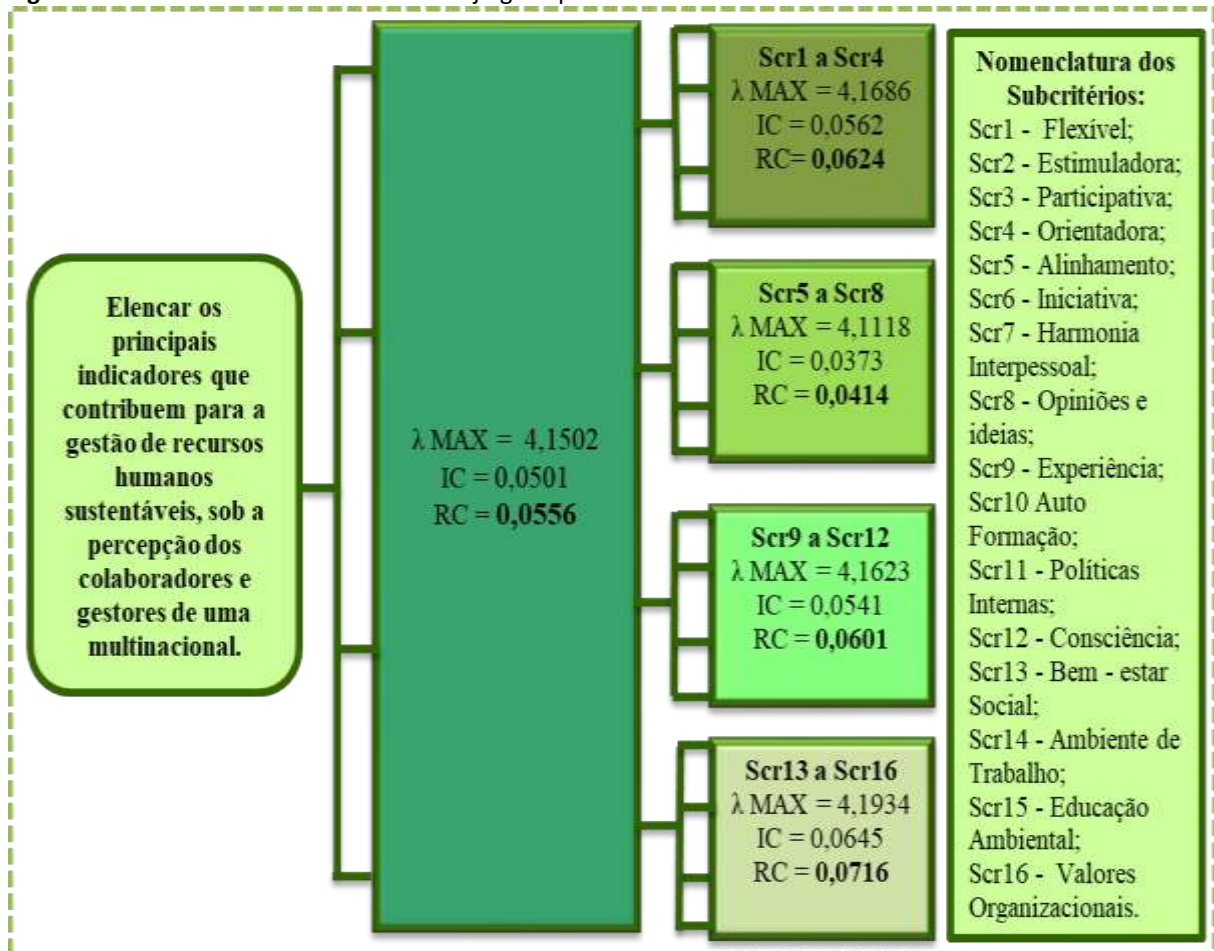 Elencar os
principais
indicadores que
contribuem para a
gestão de recursos
humanos
sustentáveis, sob a
percepção dos
colaboradores e
gestores de uma
multinacional.
λ MAX = 4,1502
IC = 0,0501
RC = 0,0556
Scr1 a Scr4
λ MAX = 4,1686
IC = 0,0562
RC= 0,0624
Scr5 a Scr8
λ MAX = 4,1118
IC = 0,0373
RC = 0,0414
Scr9 a Scr12
λ MAX = 4,1623
IC = 0,0541
RC = 0,0601
Scr13 a Scr16
λ MAX = 4,1934
IC = 0,0645
RC = 0,0716
Nomenclatura dos
Subcritérios:
Scr1 - Flexível;
Scr2 - Estimuladora;
Scr3 - Participativa;
Scr4 - Orientadora;
Scr5 - Alinhamento;
Scr6 - Iniciativa;
Scr7 - Harmonia
Interpessoal;
Scr8 - Opiniões e
ideias;
Scr9 - Experiência;
Scr10 Auto
Formação;
Scr11 - Políticas
Internas;
Scr12 - Consciência;
Scr13 - Bem - estar
Social;
Scr14 - Ambiente de
Trabalho;
Scr15 - Educação
Ambiental;
Scr16 - Valores
Organizacionais.